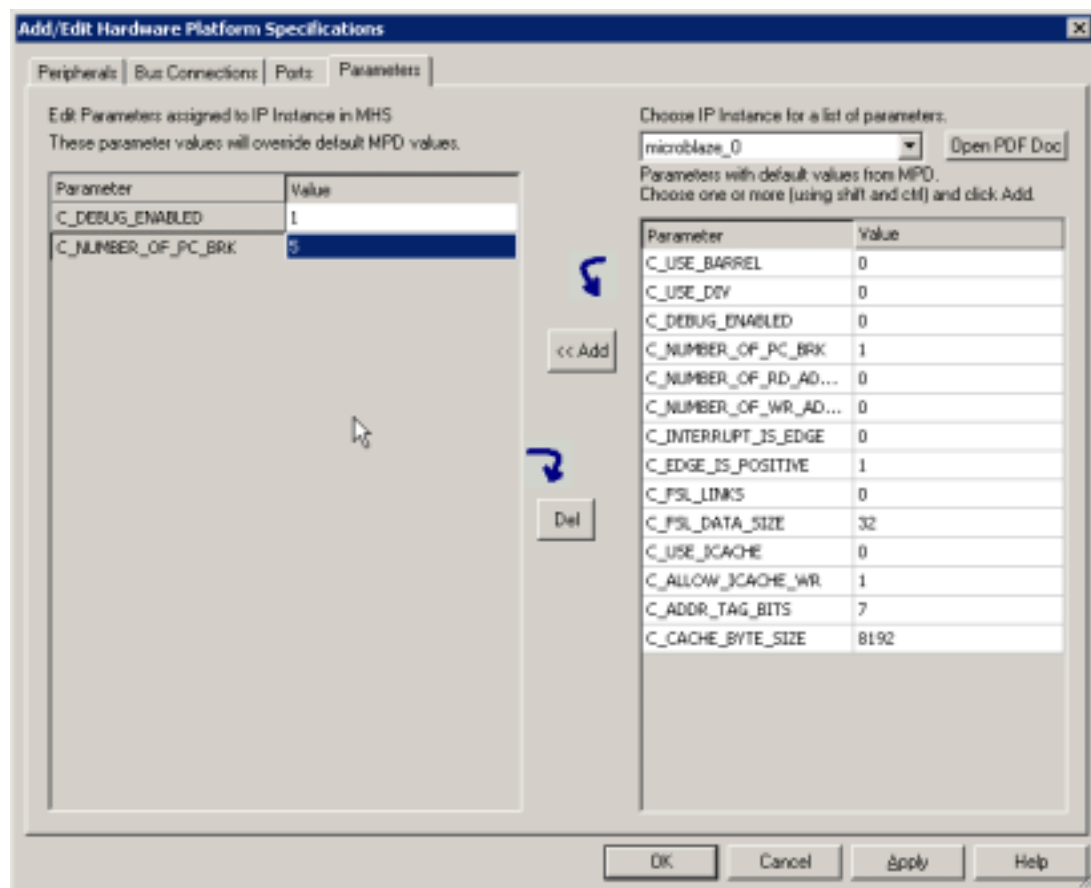 Add/Edit Hardware Platform Specifications
Peripherals Bus Connections Ports Parameters
Edit Parameters assigned to IP Instance in MHS
These parameter values will override default MPD values.
Parameter Value
C_DEBUG_ENABLED 1
C_NUMBER_OF_PC_BRK 5
<< Add
Del
Choose IP Instance for a list of parameters.
microblaze_0 Open PDF Doc
Parameters with default values from MPD.
Choose one or more (using shift and ctrl) and click Add.
Parameter Value
C_USE_BARREL 0
C_USE_DIV 0
C_DEBUG_ENABLED 0
C_NUMBER_OF_PC_BRK 1
C_NUMBER_OF_RD_AD... 0
C_NUMBER_OF_WR_AD... 0
C_INTERRUPT_IS_EDGE 0
C_EDGE_IS_POSITIVE 1
C_FSL_LINKS 0
C_FSL_DATA_SIZE 32
C_USE_ICACHE 0
C_ALLOW_ICACHE_WR 1
C_ADDR_TAG_BITS 7
C_CACHE_BYTE_SIZE 8192
OK Cancel Apply Help